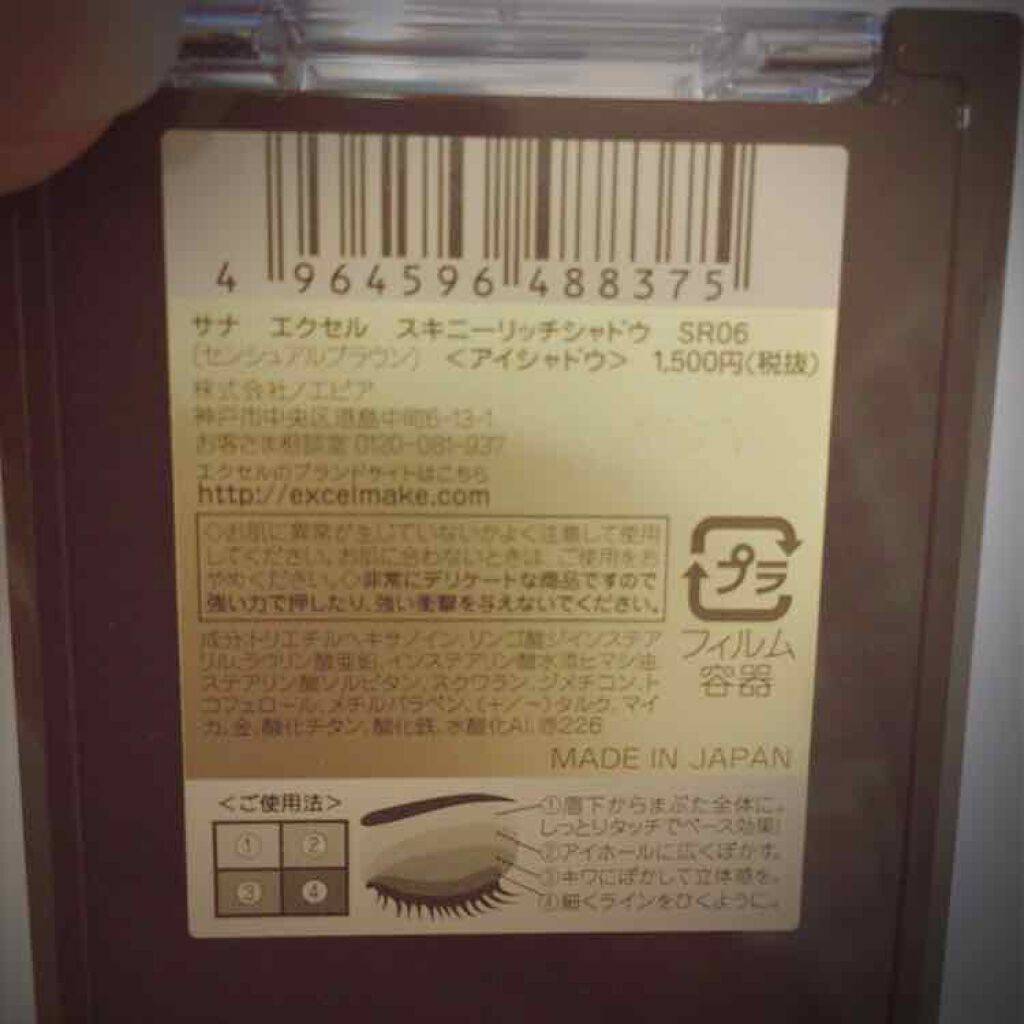 4 964596 488375
サナ エクセル スキニーリッチシャドウ SR06
[センシュアルブラウン] <アイシャドウ> 1,500円(税抜)
株式会社ノエビア
神戸市中央区港島中町6-13-1
お客さま相談室 0120-081-937
エクセルのブランドサイトはこちら
http://excelmake.com
◇お肌に異常が生じていないかよく注意して使用
してください。お肌に合わないときは、ご使用をお
やめください。◇非常にデリケートな商品ですので
強い力で押したり、強い衝撃を与えないでください。
プラ
フィルム
容器
成分:トリエチルヘキサノイン、リンゴ酸ジイソステア
リル、ラウリン酸亜鉛、イソステアリン酸水添ヒマシ油、
ステアリン酸ソルビタン、スクワラン、ジメチコン、ト
コフェロール、メチルパラベン、(+/-)タルク、マイ
カ、金、酸化チタン、酸化鉄、水酸化Al、赤226
MADE IN JAPAN
<ご使用法>
① ②
③ ④
①眉下からまぶた全体に。
しっとりタッチでベース効果!
②アイホールに広くぼかす。
③キワにぼかして立体感を。
④細くラインをひくように。